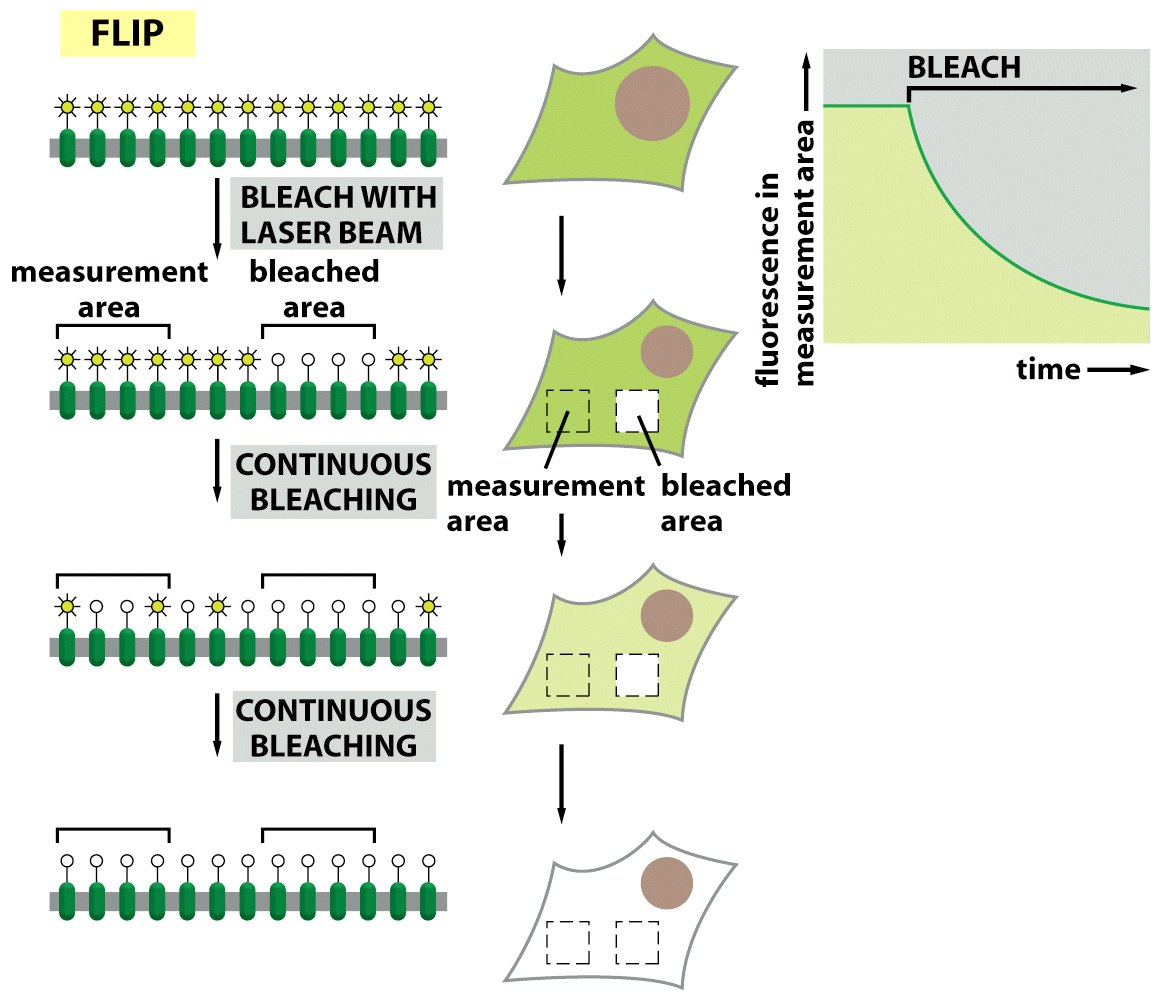 FLIP
BLEACH WITH
LASER BEAM
measurement
area
bleached
area
CONTINUOUS
BLEACHING
measurement
area
bleached
area
CONTINUOUS
BLEACHING
BLEACH
fluorescence in
measurement area
time